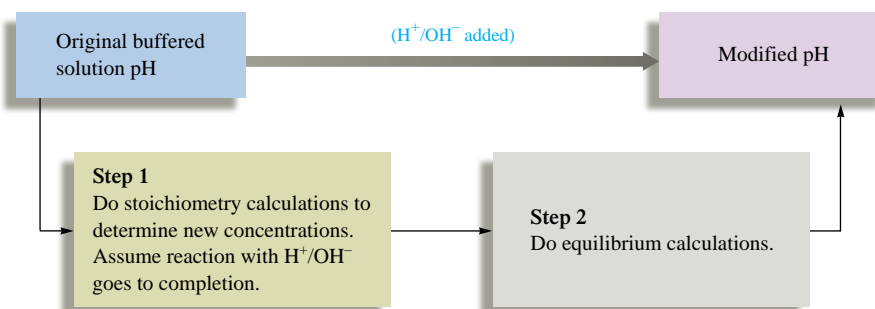 Original buffered
solution pH
(H⁺/OH⁻ added)
Modified pH
Step 1
Do stoichiometry calculations to
determine new concentrations.
Assume reaction with H⁺/OH⁻
goes to completion.
Step 2
Do equilibrium calculations.